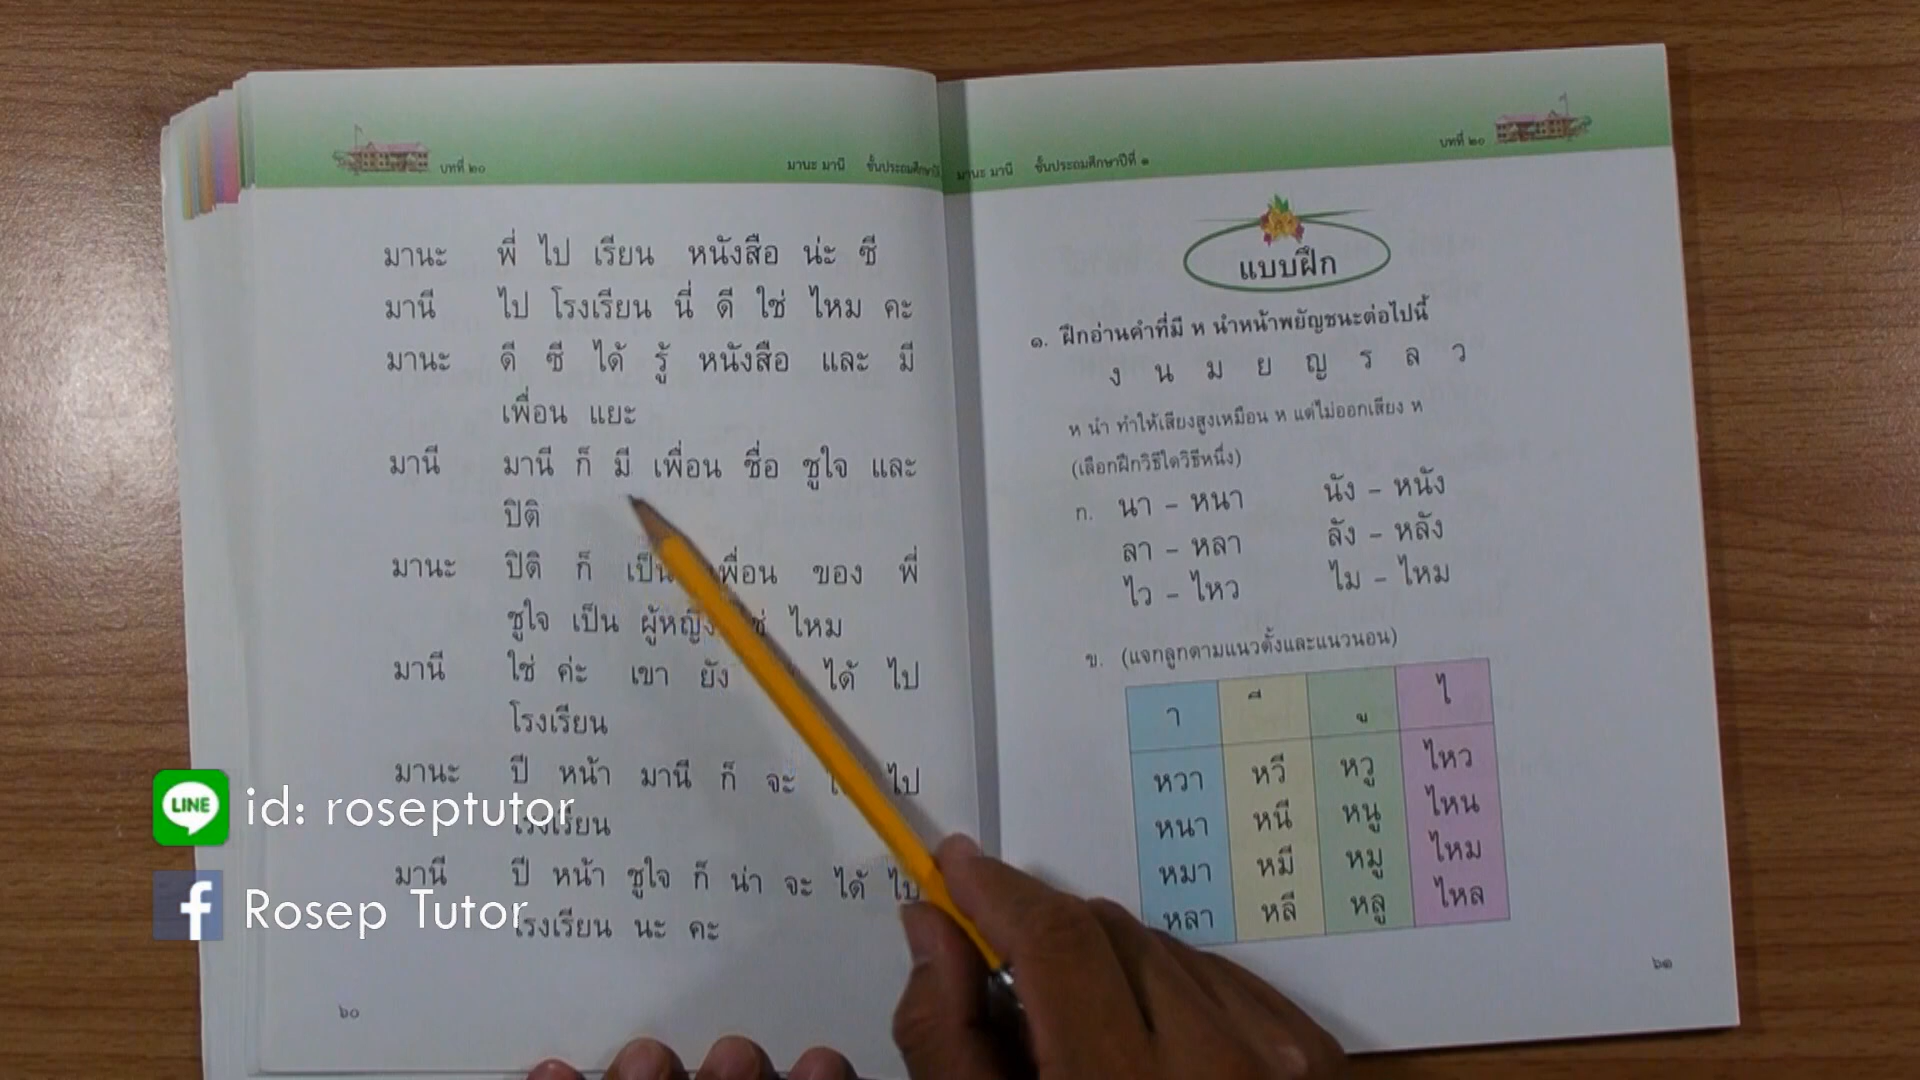 บทที่ ๒๐
มานะ มานี ชั้นประถมศึกษาปี
มานะ พี่ ไป เรียน หนังสือ น่ะ ซี
มานี ไป โรงเรียน นี่ ดี ใช่ ไหม คะ
มานะ ดี ซี ได้ รู้ หนังสือ และ มี
เพื่อน แยะ
มานี มานี ก็ มี เพื่อน ชื่อ ชูใจ และ
ปิติ
มานะ ปิติ ก็ เป็น เพื่อน ของ พี่
ชูใจ เป็น ผู้หญิง ใช่ ไหม
มานี ใช่ ค่ะ เขา ยัง ได้ ไป
โรงเรียน
มานะ ปี หน้า มานี ก็ จะ ไป
โรงเรียน
มานี ปี หน้า ชูใจ ก็ น่า จะ ได้ ไป
โรงเรียน นะ คะ
๖๐
LINE id: roseptutor
f Rosep Tutor
มานะ มานี ชั้นประถมศึกษาปีที่ ๑
บทที่ ๒๐
แบบฝึก
๑. ฝึกอ่านคำที่มี ห นำหน้าพยัญชนะต่อไปนี้
ง น ม ย ญ ร ล ว
ห นำ ทำให้เสียงสูงเหมือน ห แต่ไม่ออกเสียง ห
(เลือกฝึกวิธีใดวิธีหนึ่ง)
ก. นา – หนา นัง – หนัง
ลา – หลา ลัง – หลัง
ไว – ไหว ไม – ไหม
ข. (แจกลูกตามแนวตั้งและแนวนอน)
า ี ู ไ
หวา หวี หวู ไหว
หนา หนี หนู ไหน
หมา หมี หมู ไหม
หลา หลี หลู ไหล
๖๑